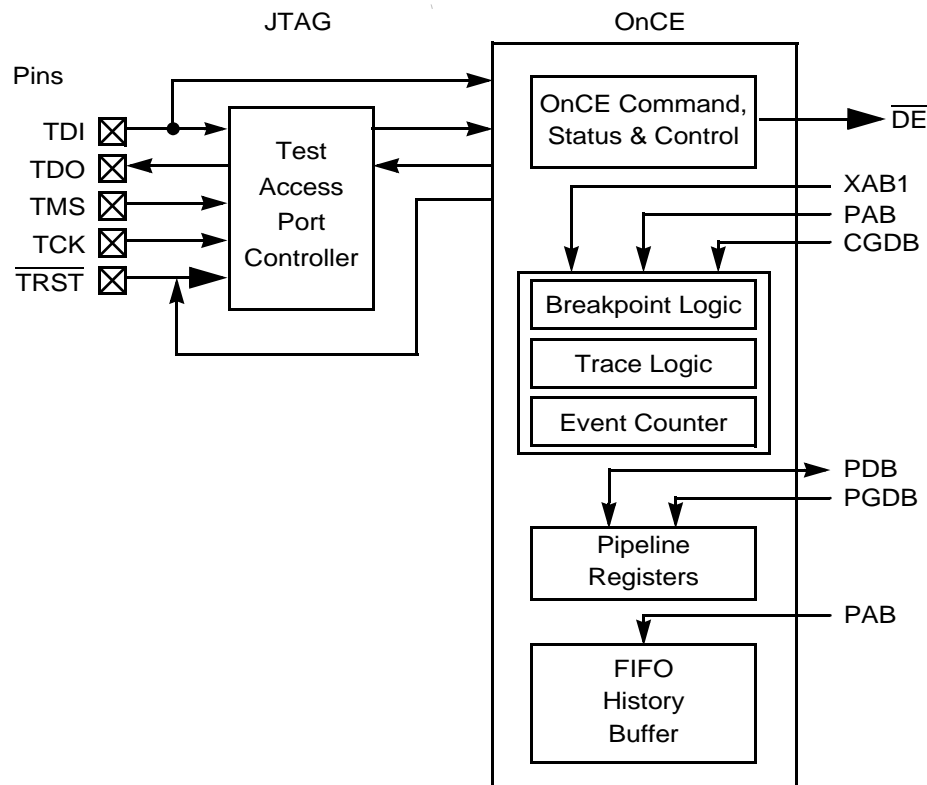 JTAG
OnCE
Pins
TDI
TDO
TMS
TCK
TRST
Test
Access
Port
Controller
OnCE Command,
Status & Control
DE
XAB1
PAB
CGDB
Breakpoint Logic
Trace Logic
Event Counter
PDB
PGDB
Pipeline
Registers
PAB
FIFO
History
Buffer